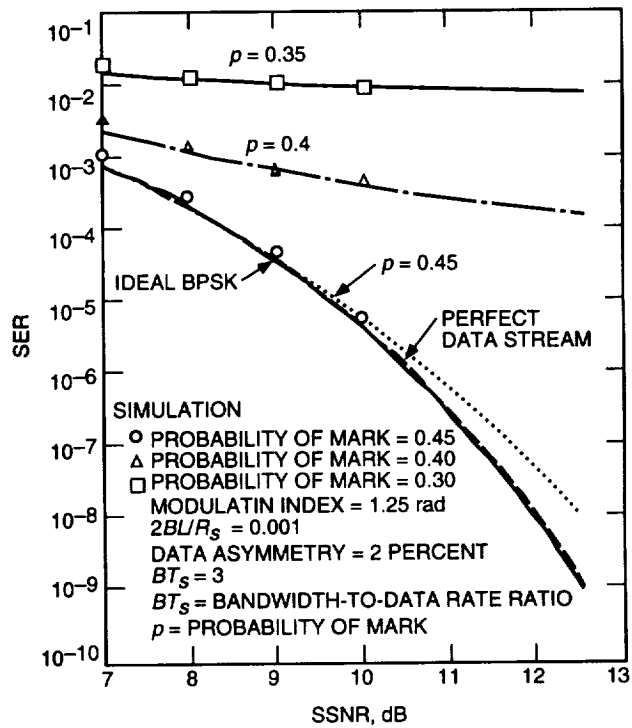 10–1
10–2
10–3
10–4
10–5
10–6
10–7
10–8
10–9
10–10
SER
p = 0.35
p = 0.4
p = 0.45
IDEAL BPSK
PERFECT
DATA STREAM
SIMULATION
PROBABILITY OF MARK = 0.45
PROBABILITY OF MARK = 0.40
PROBABILITY OF MARK = 0.30
MODULATIN INDEX = 1.25 rad
2BL/RS = 0.001
DATA ASYMMETRY = 2 PERCENT
BTS = 3
BTS = BANDWIDTH-TO-DATA RATE RATIO
p = PROBABILITY OF MARK
7 8 9 10 11 12 13
SSNR, dB